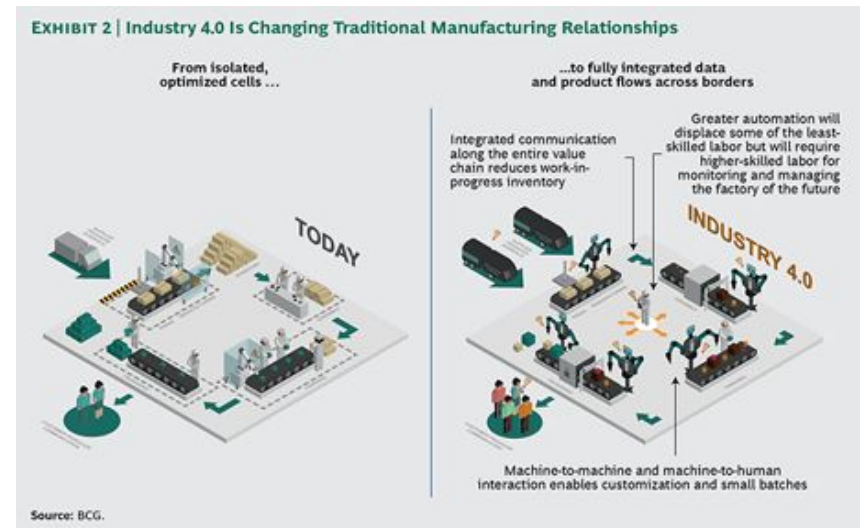 EXHIBIT 2 | Industry 4.0 Is Changing Traditional Manufacturing Relationships
From isolated,
optimized cells ...
...to fully integrated data
and product flows across borders
Integrated communication
along the entire value
chain reduces work-in-
progress inventory
Greater automation will
displace some of the least-
skilled labor but will require
higher-skilled labor for
monitoring and managing
the factory of the future
TODAY
INDUSTRY 4.0
Machine-to-machine and machine-to-human
interaction enables customization and small batches
Source: BCG.